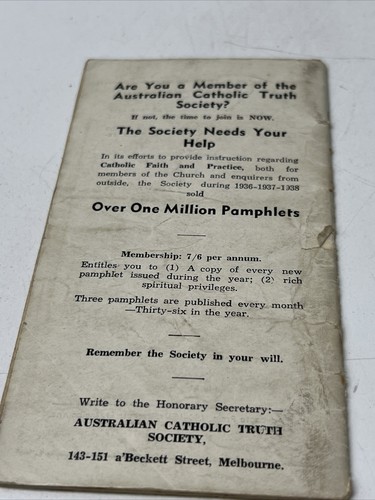 Are You a Member of the
Australian Catholic Truth
Society?
If not, the time to join is NOW.
The Society Needs Your
Help
In its efforts to provide instruction regarding
Catholic Faith and Practice, both for
members of the Church and enquirers from
outside, the Society during 1936-1937-1938
sold
Over One Million Pamphlets
Membership: 7/6 per annum.
Entitles you to (1) A copy of every new
pamphlet issued during the year; (2) rich
spiritual privileges.
Three pamphlets are published every month
—Thirty-six in the year.
Remember the Society in your will.
Write to the Honorary Secretary:—
AUSTRALIAN CATHOLIC TRUTH
SOCIETY,
143-151 a'Beckett Street, Melbourne.